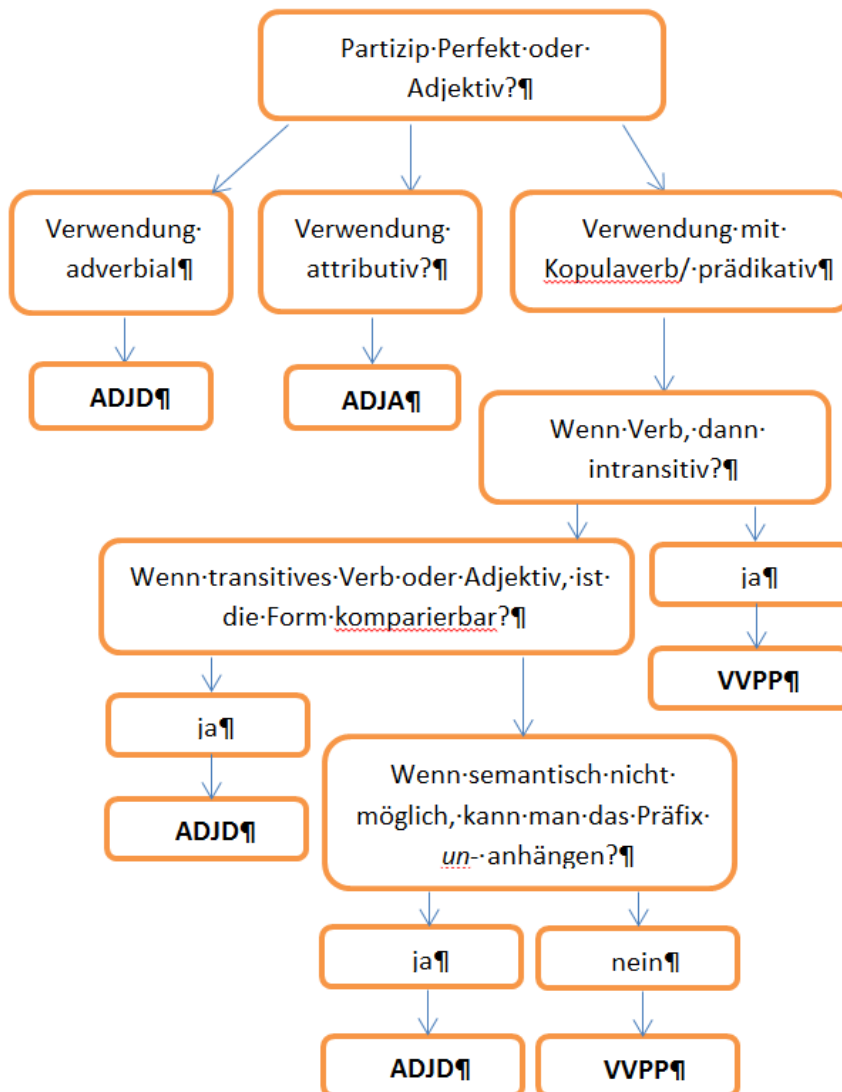 Partizip·Perfekt·oder·
Adjektiv?¶
Verwendung·
adverbial¶
Verwendung·
attributiv?¶
Verwendung·mit·
Kopulaverb/·prädikativ¶
ADJD¶
ADJA¶
Wenn·Verb,·dann·
intransitiv?¶
Wenn·transitives·Verb·oder·Adjektiv,·ist·
die·Form·komparierbar?¶
ja¶
VVPP¶
ja¶
ADJD¶
Wenn·semantisch·nicht·
möglich,·kann·man·das·Präfix·
un-·anhängen?¶
ja¶
nein¶
ADJD¶
VVPP¶